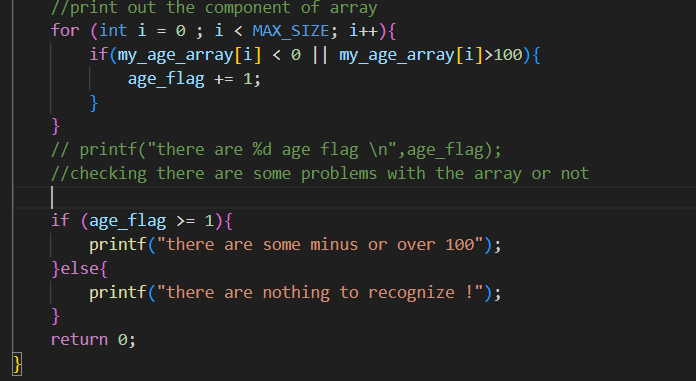 //print out the component of array
for (int i = 0 ; i < MAX_SIZE; i++){
if(my_age_array[i] < 0 || my_age_array[i]>100){
age_flag += 1;
}
}
// printf("there are %d age flag \n",age_flag);
//checking there are some problems with the array or not
if (age_flag >= 1){
printf("there are some minus or over 100");
}else{
printf("there are nothing to recognize !");
}
return 0;
}